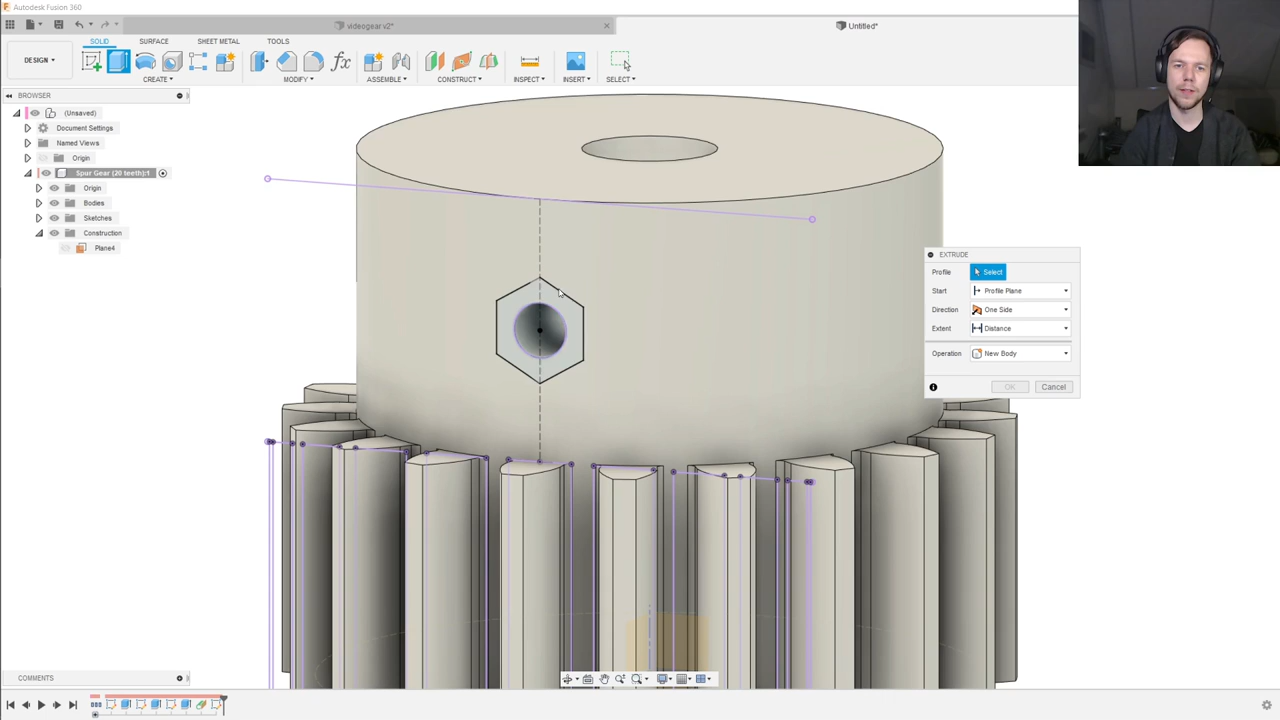 Autodesk Fusion 360
videogear v2*
Untitled*
DESIGN
SOLID
SURFACE
SHEET METAL
TOOLS
CREATE
MODIFY
ASSEMBLE
CONSTRUCT
INSPECT
INSERT
SELECT
BROWSER
(Unsaved)
Document Settings
Named Views
Origin
Spur Gear (20 teeth):1
Origin
Bodies
Sketches
Construction
Plane4
EXTRUDE
Profile Select
Start Profile Plane
Direction One Side
Extent Distance
Operation New Body
OK Cancel
COMMENTS